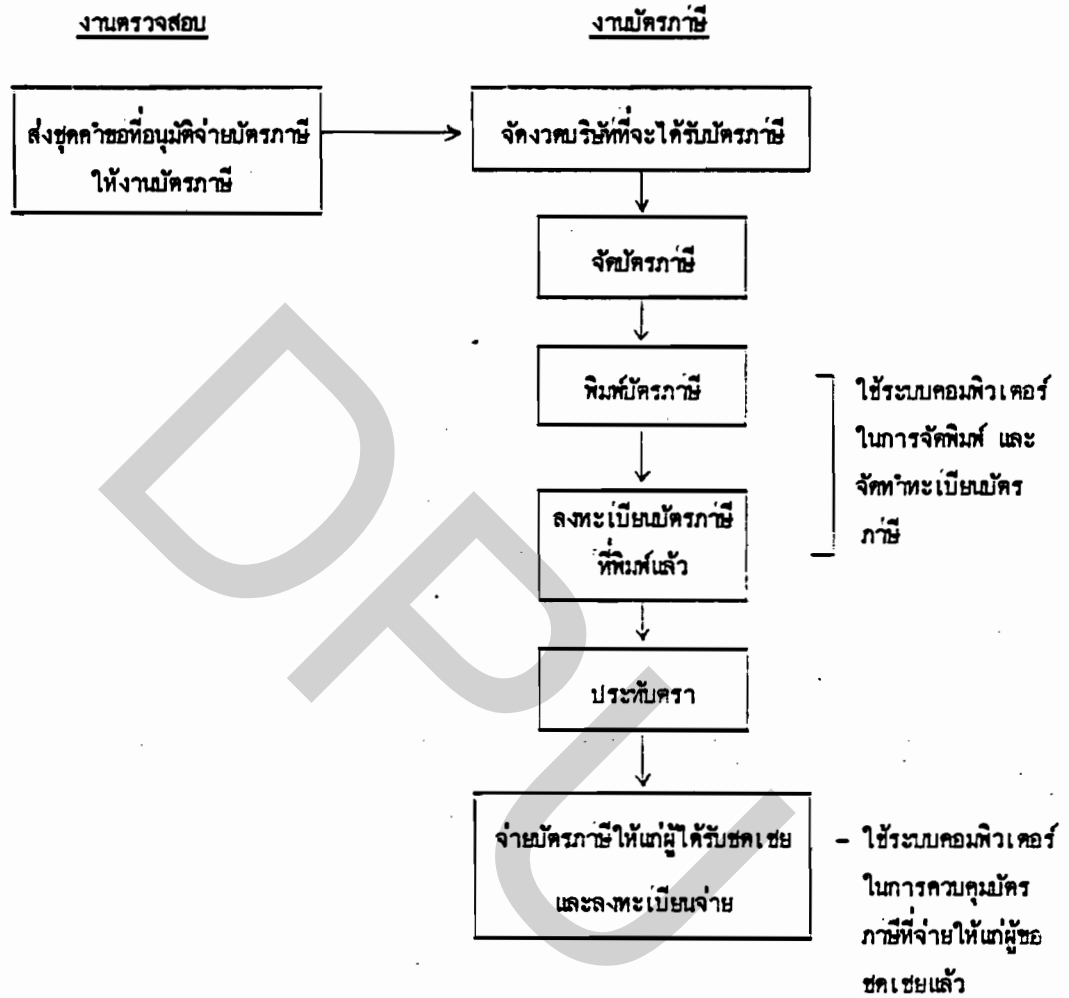 งานตรวจสอบ
งานบัตรภาษี
ส่งชุดคำขอที่อนุมัติจ่ายบัตรภาษี
ให้งานบัตรภาษี
จัดงวดบริษัทที่จะได้รับบัตรภาษี
จัดบัตรภาษี
พิมพ์บัตรภาษี
ใช้ระบบคอมพิวเตอร์
ในการจัดพิมพ์ และ
จัดทำทะเบียนบัตร
ภาษี
ลงทะเบียนบัตรภาษี
ที่พิมพ์แล้ว
ประทับตรา
จ่ายบัตรภาษีให้แก่ผู้ได้รับชดเชย
และลงทะเบียนจ่าย
- ใช้ระบบคอมพิวเตอร์
ในการควบคุมบัตร
ภาษีที่จ่ายให้แก่ผู้ขอ
ชดเชยแล้ว
DPU